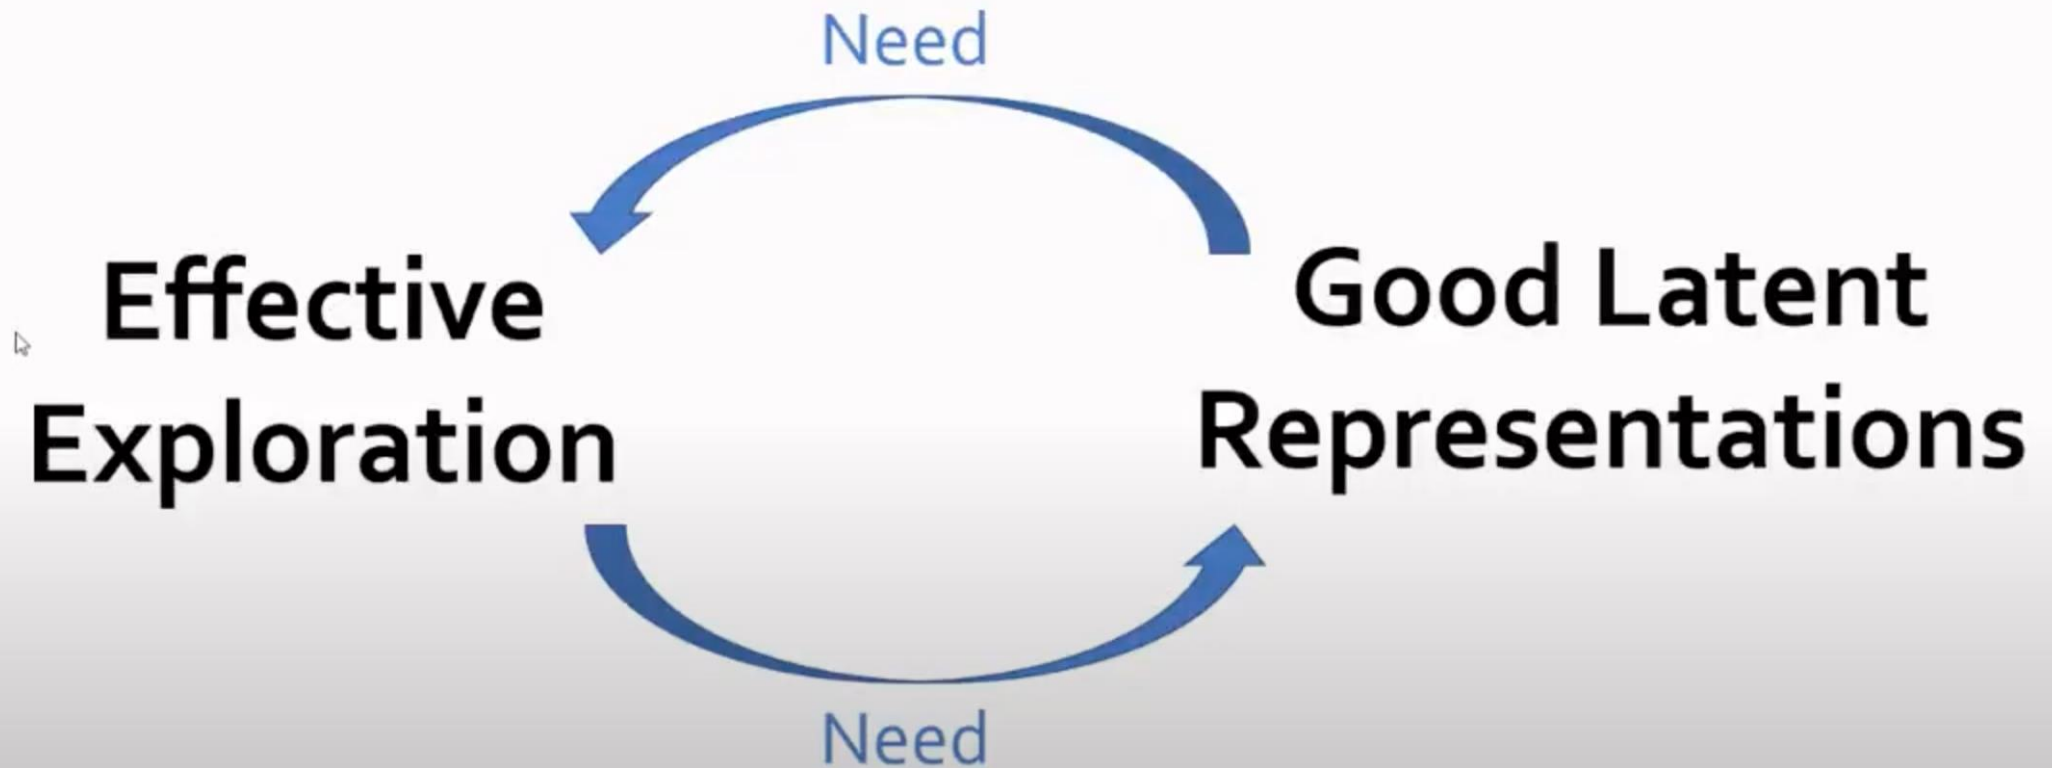 Need
Effective
Exploration
Good Latent
Representations
Need